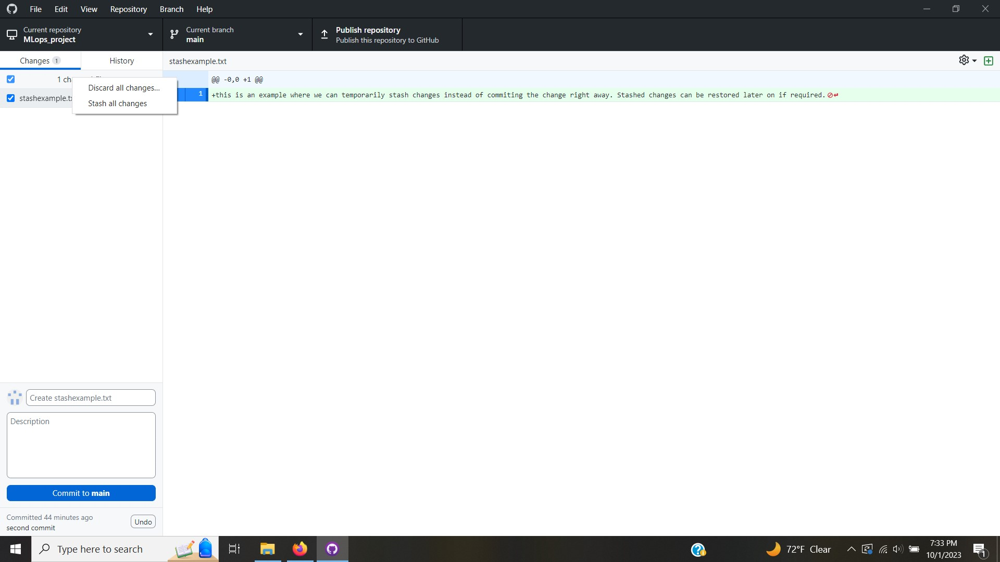 File Edit View Repository Branch Help
Current repository
MLops_project
Current branch
main
Publish repository
Publish this repository to GitHub
Changes 1
History
stashexample.txt
1 ch
@@ -0,0 +1 @@
Discard all changes...
Stash all changes
stashexample.tx
1
+this is an example where we can temporarily stash changes instead of commiting the change right away. Stashed changes can be restored later on if required.
Create stashexample.txt
Description
Commit to main
Committed 44 minutes ago
second commit
Undo
Type here to search
72°F Clear
7:33 PM
10/1/2023
1